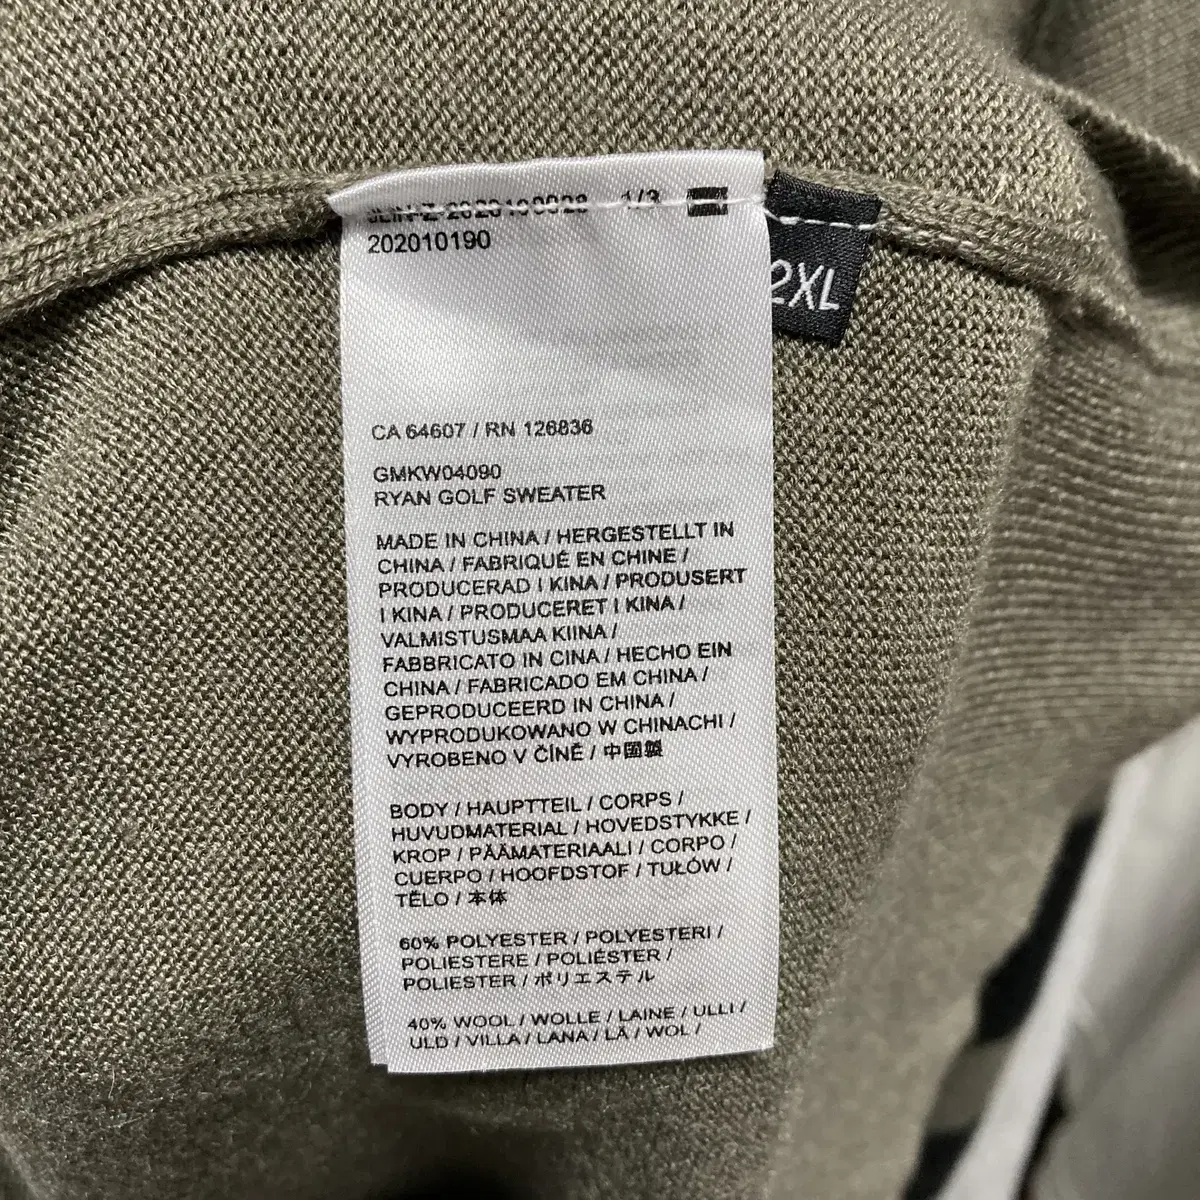 1/3
202010190
2XL
CA 64607 / RN 126836
GMKW04090
RYAN GOLF SWEATER
MADE IN CHINA / HERGESTELLT IN
CHINA / FABRIQUÉ EN CHINE /
PRODUCERAD I KINA / PRODUSERT
I KINA / PRODUCERET I KINA /
VALMISTUSMAA KIINA /
FABBRICATO IN CINA / HECHO EIN
CHINA / FABRICADO EM CHINA /
GEPRODUCEERD IN CHINA /
WYPRODUKOWANO W CHINACHI /
VYROBENO V ČÍNĚ / 中国製
BODY / HAUPTTEIL / CORPS /
HUVUDMATERIAL / HOVEDSTYKKE /
KROP / PÄÄMATERIAALI / CORPO /
CUERPO / HOOFDSTOF / TUŁÓW /
TĚLO / 本体
60% POLYESTER / POLYESTERI /
POLIESTERE / POLIÉSTER /
POLIESTER / ポリエステル
40% WOOL / WOLLE / LAINE / ULLI /
ULD / VILLA / LANA / LÃ / WOL /